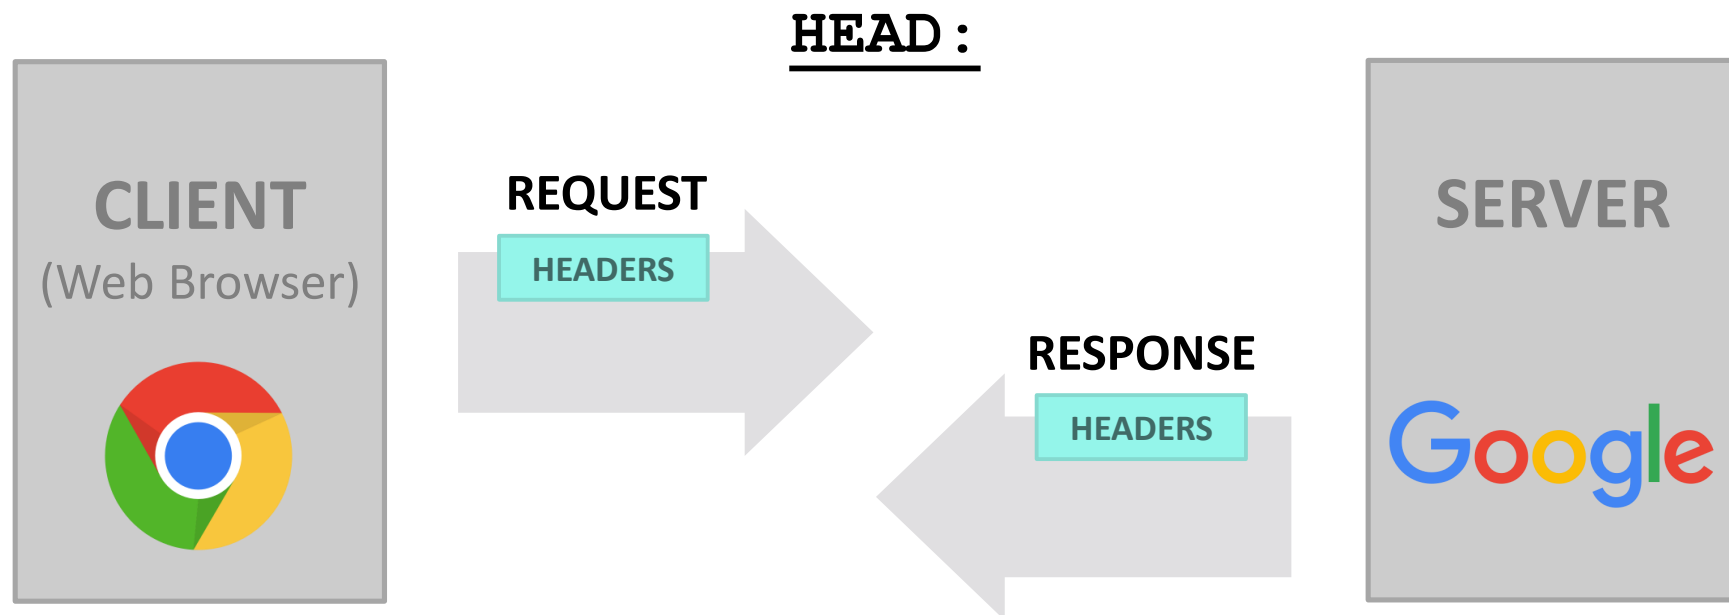 HEAD:
CLIENT
(Web Browser)
REQUEST
HEADERS
RESPONSE
HEADERS
SERVER
Google